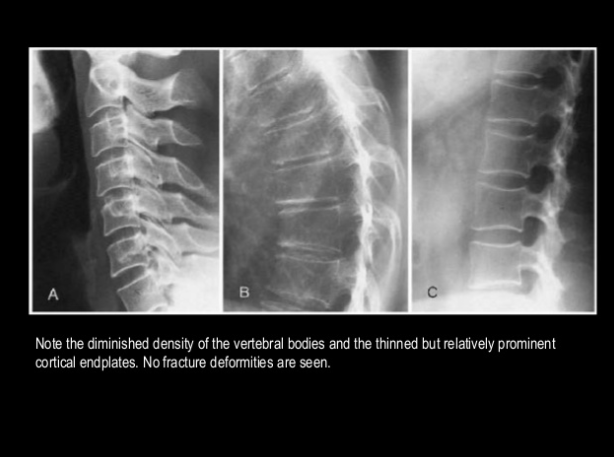 A
B
C
Note the diminished density of the vertebral bodies and the thinned but relatively prominent
cortical endplates. No fracture deformities are seen.